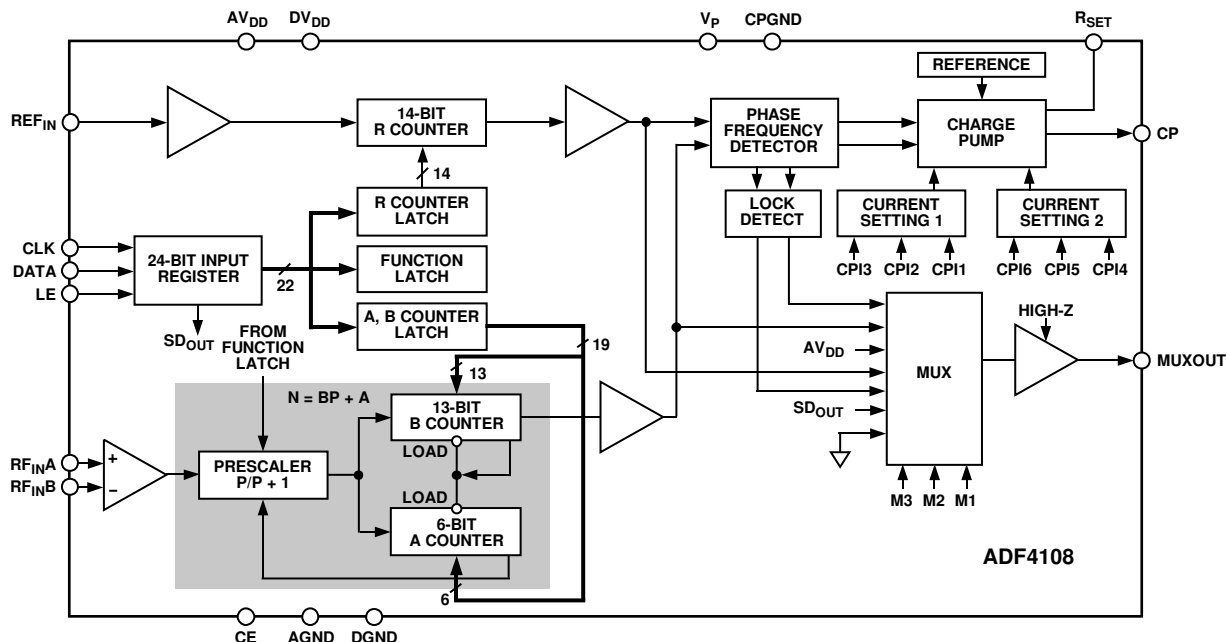 AVDD DVDD VP CPGND RSET
REFERENCE
REFIN
14-BIT
R COUNTER
PHASE
FREQUENCY
DETECTOR
CHARGE
PUMP
CP
14
R COUNTER
LATCH
LOCK
DETECT
CURRENT
SETTING 1
CURRENT
SETTING 2
CLK
DATA
LE
24-BIT INPUT
REGISTER
22
FUNCTION
LATCH
CPI3 CPI2 CPI1 CPI6 CPI5 CPI4
A, B COUNTER
LATCH
SDOUT
FROM
FUNCTION
LATCH
19
13
HIGH-Z
AVDD
MUX
MUXOUT
SDOUT
N = BP + A
13-BIT
B COUNTER
LOAD
RFINA
RFINB
+
–
PRESCALER
P/P + 1
LOAD
6-BIT
A COUNTER
M3 M2 M1
6
ADF4108
CE AGND DGND